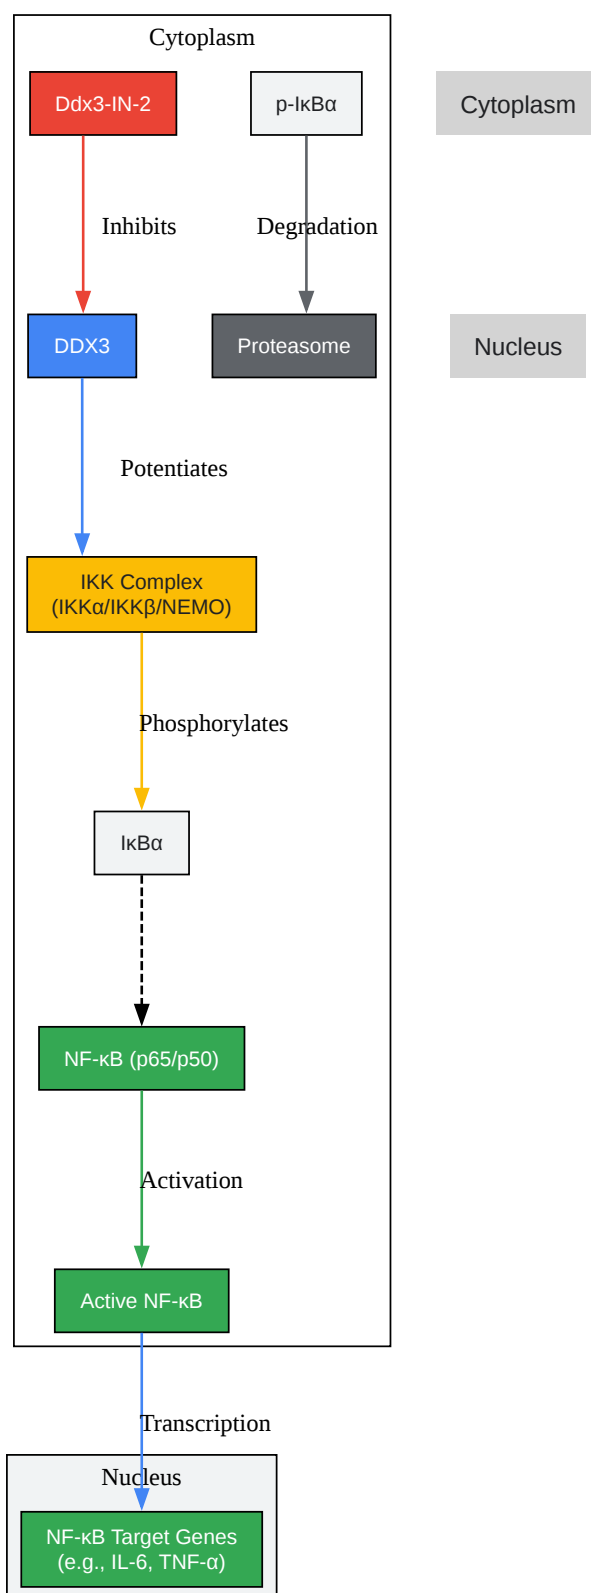 Cytoplasm
Ddx3-IN-2
p-IκBα
Cytoplasm
Inhibits
Degradation
DDX3
Proteasome
Nucleus
Potentiates
IKK Complex
(IKKα/IKKβ/NEMO)
Phosphorylates
IκBα
NF-κB (p65/p50)
Activation
Active NF-κB
Transcription
Nucleus
NF-κB Target Genes
(e.g., IL-6, TNF-α)